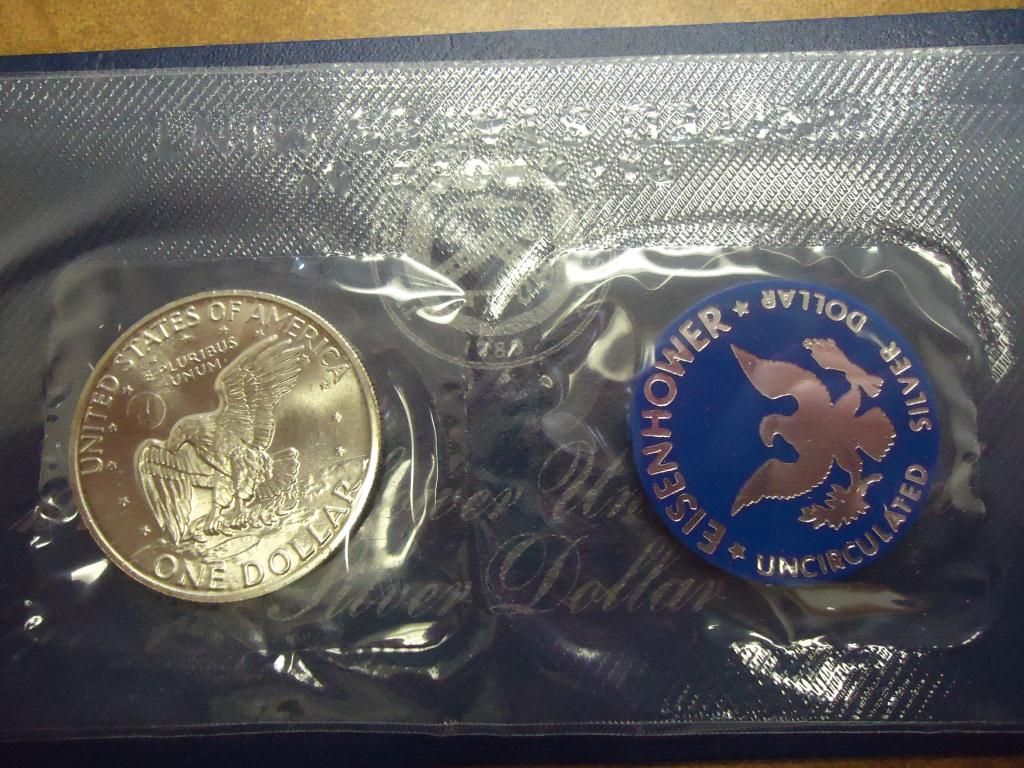 UNITED STATES OF AMERICA
PLURIBUS
UNUM
ONE DOLLAR
EISENHOWER
SILVER DOLLAR
UNCIRCULATED
Silver Dollar